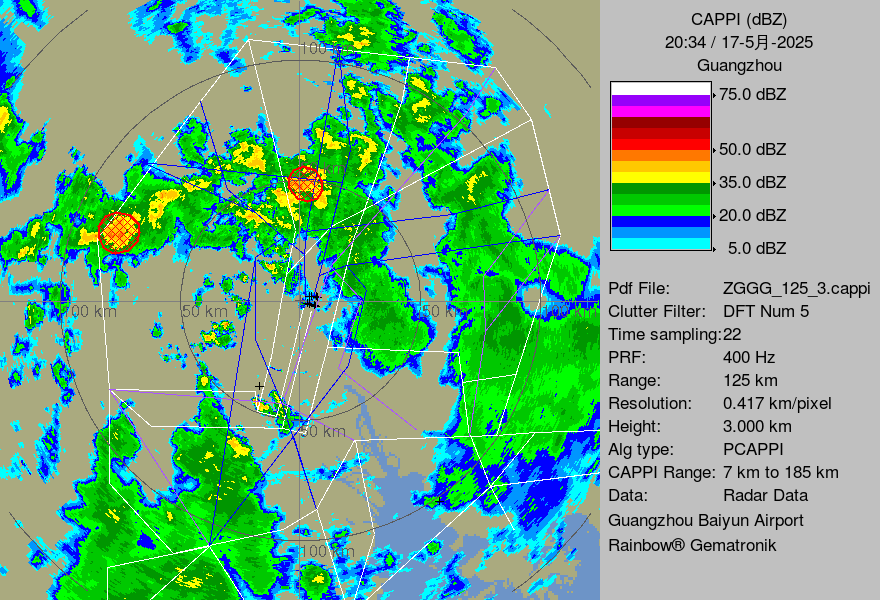 CAPPI (dBZ)
20:34 / 17-5月-2025
Guangzhou
75.0 dBZ
50.0 dBZ
35.0 dBZ
20.0 dBZ
5.0 dBZ
Pdf File: ZGGG_125_3.cappi
Clutter Filter: DFT Num 5
Time sampling:22
PRF: 400 Hz
Range: 125 km
Resolution: 0.417 km/pixel
Height: 3.000 km
Alg type: PCAPPI
CAPPI Range: 7 km to 185 km
Data: Radar Data
Guangzhou Baiyun Airport
Rainbow® Gematronik
100 km
50 km
50 km
100 km